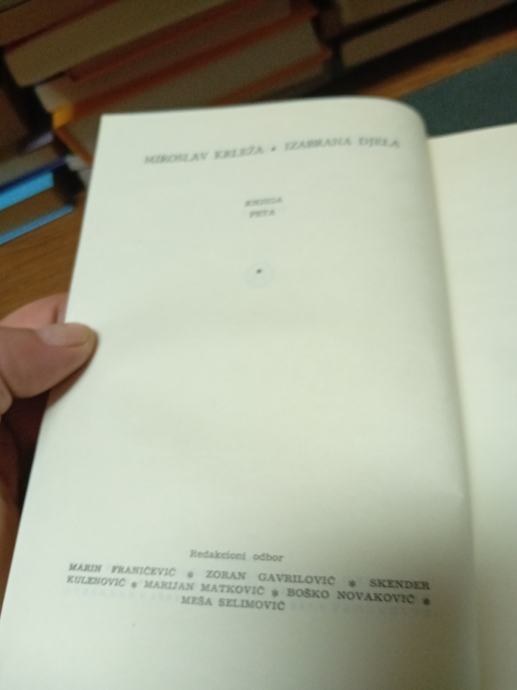 MIROSLAV KRLEŽA • IZABRANA DJELA
KNJIGA
PETA
Redakcioni odbor
MARIN FRANIČEVIĆ * ZORAN GAVRILOVIĆ * SKENDER
KULENOVIĆ * MARIJAN MATKOVIĆ * BOŠKO NOVAKOVIĆ *
MEŠA SELIMOVIĆ